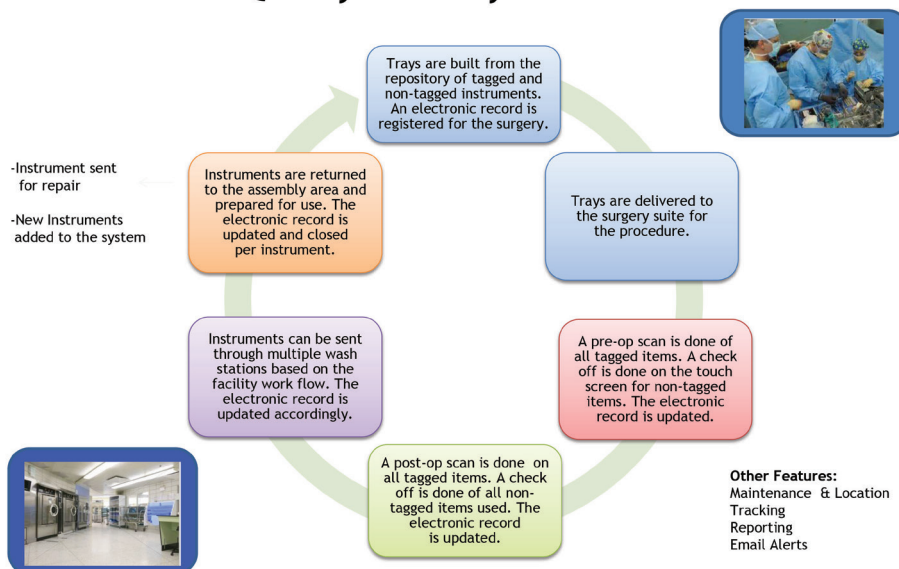 Trays are built from the
repository of tagged and
non-tagged instruments.
An electronic record is
registered for the surgery.
Trays are delivered to
the surgery suite for
the procedure.
A pre-op scan is done of
all tagged items. A check
off is done on the touch
screen for non-tagged
items. The electronic
record is updated.
A post-op scan is done on
all tagged items. A check
off is done of all non-
tagged items used. The
electronic record
is updated.
Instruments can be sent
through multiple wash
stations based on the
facility work flow. The
electronic record is
updated accordingly.
Instruments are returned
to the assembly area and
prepared for use. The
electronic record is
updated and closed
per instrument.
-Instrument sent
for repair
-New Instruments
added to the system
Other Features:
Maintenance & Location
Tracking
Reporting
Email Alerts